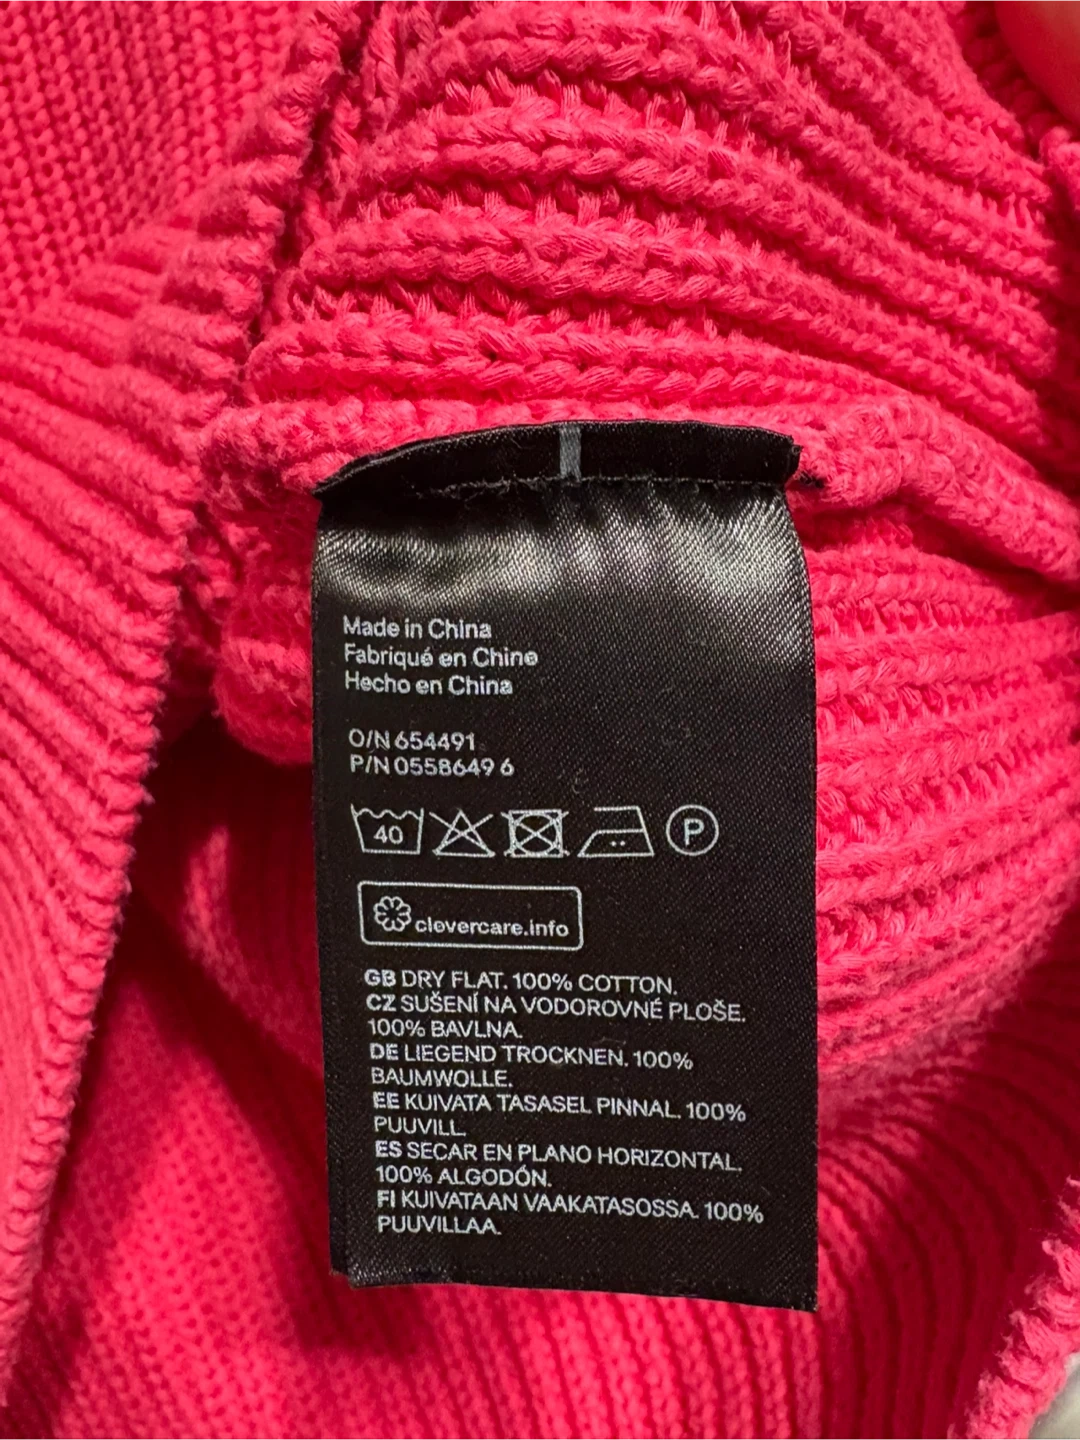 Made in China
Fabriqué en Chine
Hecho en China
O/N 654491
P/N 0558649 6
40
P
clevercare.info
GB DRY FLAT. 100% COTTON.
CZ SUŠENÍ NA VODOROVNÉ PLOŠE.
100% BAVLNA.
DE LIEGEND TROCKNEN. 100%
BAUMWOLLE.
EE KUIVATA TASASEL PINNAL. 100%
PUUVILL.
ES SECAR EN PLANO HORIZONTAL.
100% ALGODÓN.
FI KUIVATAAN VAAKATASOSSA. 100%
PUUVILLAA.